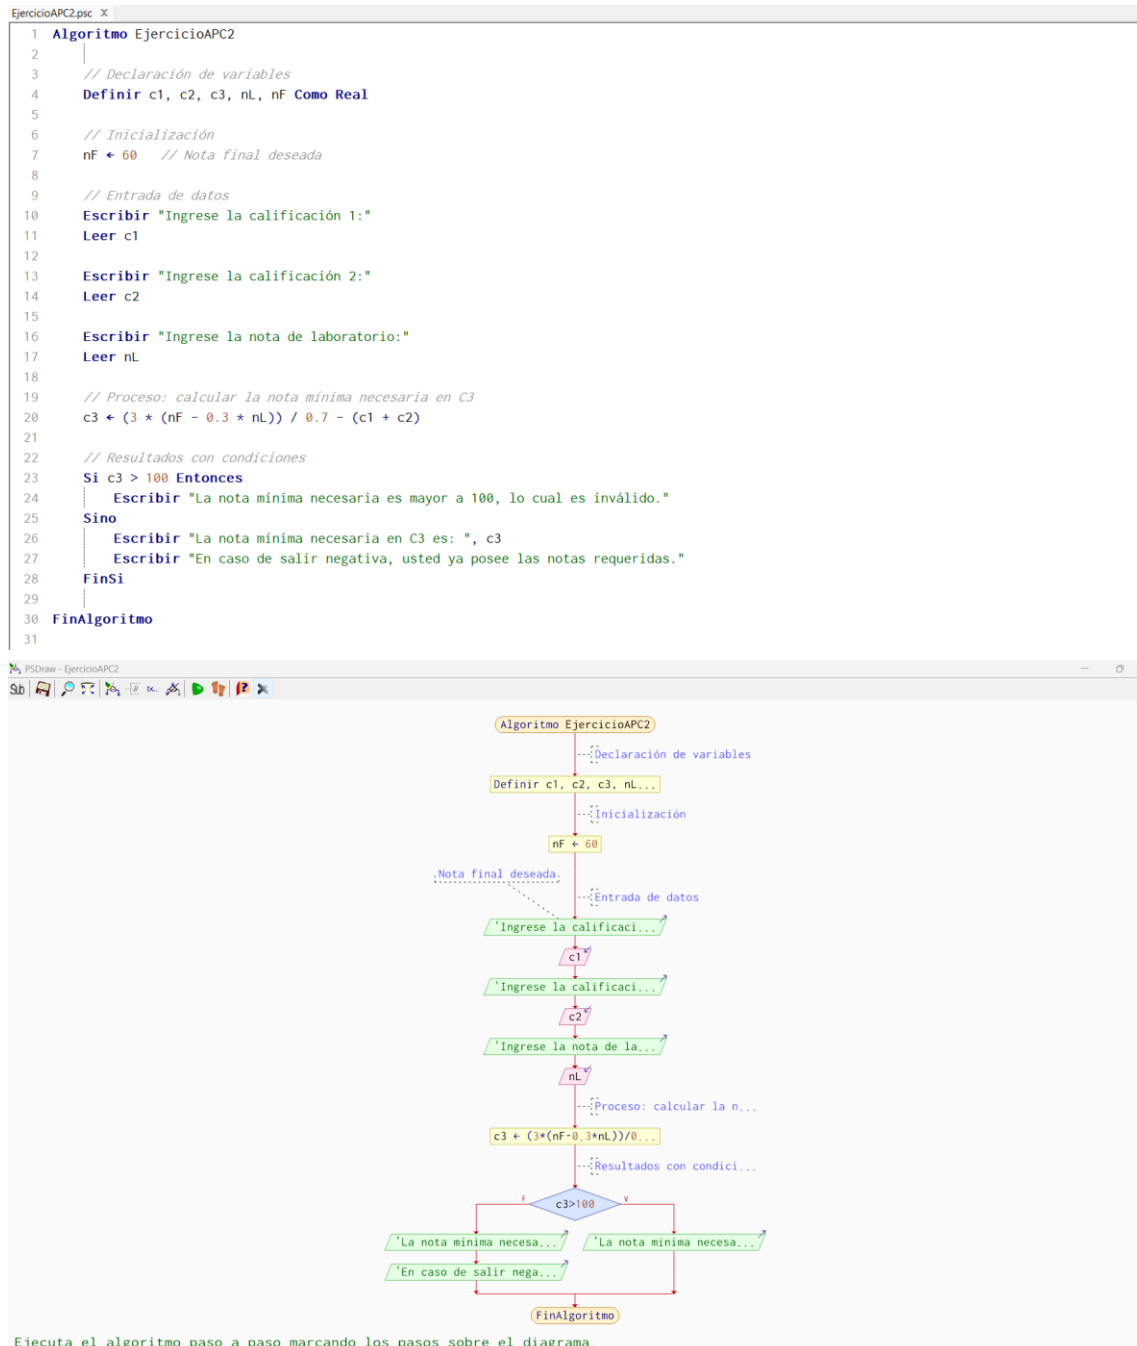 EjercicioAPC2.psc X
1 Algoritmo EjercicioAPC2
2
3 // Declaración de variables
4 Definir c1, c2, c3, nL, nF Como Real
5
6 // Inicialización
7 nF ← 60 // Nota final deseada
8
9 // Entrada de datos
10 Escribir "Ingrese la calificación 1:"
11 Leer c1
12
13 Escribir "Ingrese la calificación 2:"
14 Leer c2
15
16 Escribir "Ingrese la nota de laboratorio:"
17 Leer nL
18
19 // Proceso: calcular la nota mínima necesaria en C3
20 c3 ← (3 * (nF - 0.3 * nL)) / 0.7 - (c1 + c2)
21
22 // Resultados con condiciones
23 Si c3 > 100 Entonces
24 Escribir "La nota mínima necesaria es mayor a 100, lo cual es inválido."
25 Sino
26 Escribir "La nota mínima necesaria en C3 es: ", c3
27 Escribir "En caso de salir negativa, usted ya posee las notas requeridas."
28 FinSi
29
30 FinAlgoritmo
31
PSDraw - EjercicioAPC2
Sub
Algoritmo EjercicioAPC2
Declaración de variables
Definir c1, c2, c3, nL...
Inicialización
nF ← 60
Nota final deseada
Entrada de datos
'Ingrese la calificaci...
c1
'Ingrese la calificaci...
c2
'Ingrese la nota de la...
nL
Proceso: calcular la n...
c3 ← (3*(nF-0.3*nL))/0...
Resultados con condici...
F c3>100 V
'La nota mínima necesa... 'La nota mínima necesa...
'En caso de salir nega...
FinAlgoritmo
Ejecuta el algoritmo paso a paso marcando los pasos sobre el diagrama.